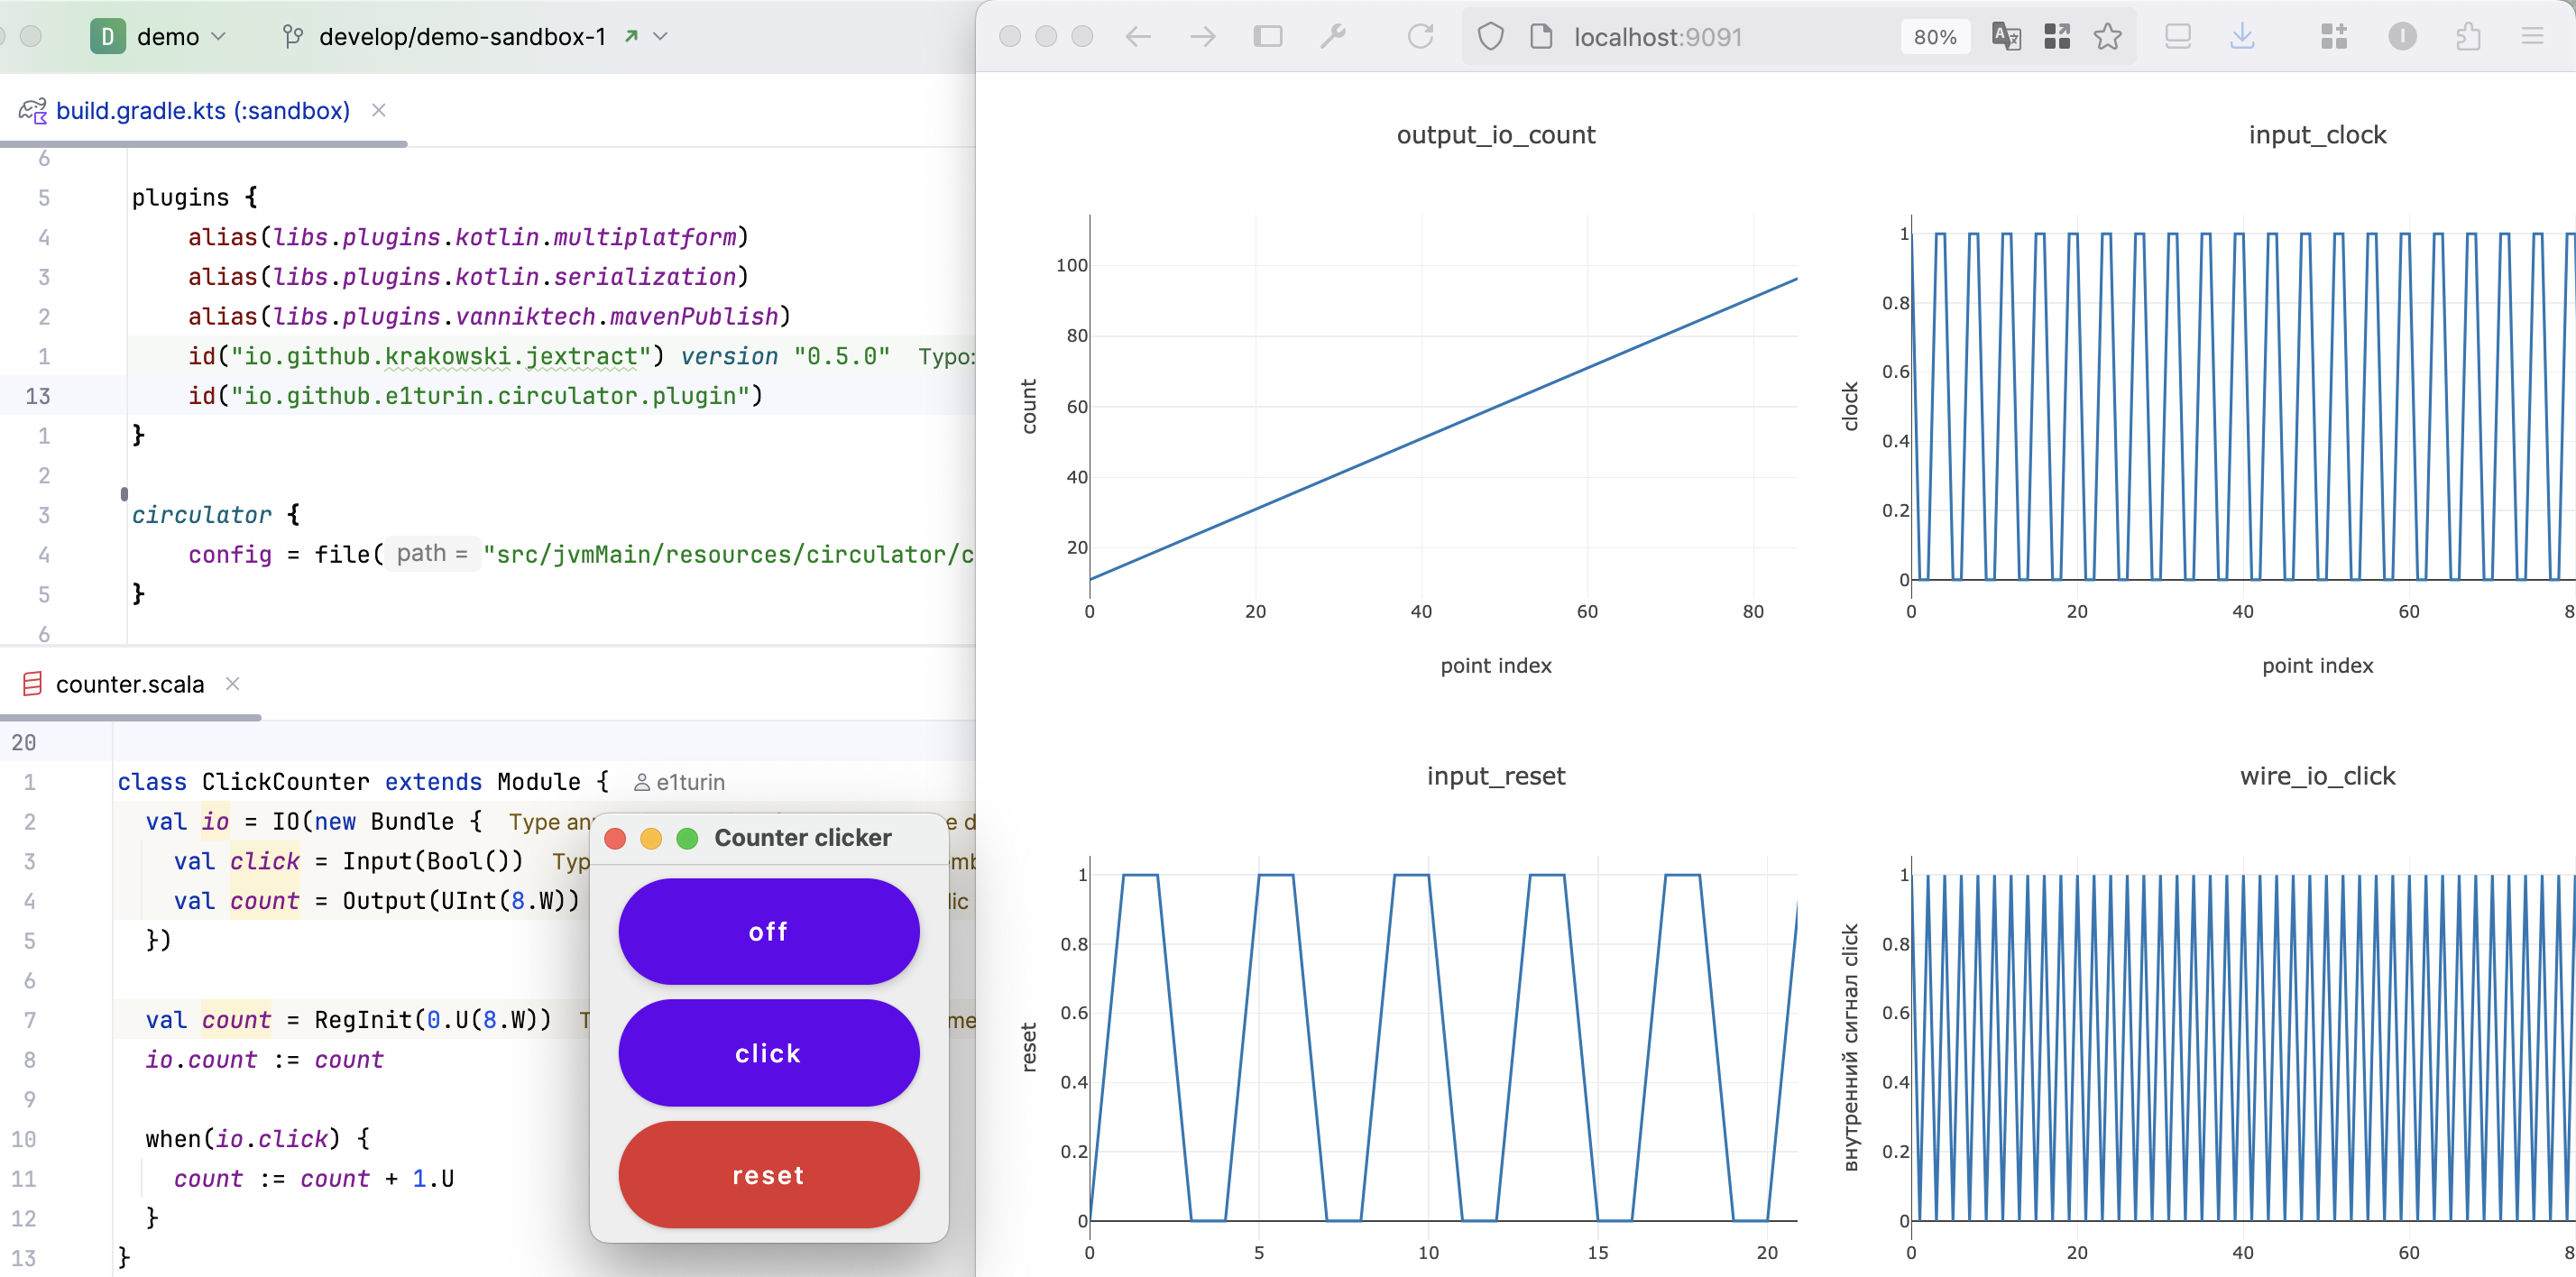 D demo
develop/demo-sandbox-1
build.gradle.kts (:sandbox)
6
5 plugins {
4 alias(libs.plugins.kotlin.multiplatform)
3 alias(libs.plugins.kotlin.serialization)
2 alias(libs.plugins.vanniktech.mavenPublish)
1 id("io.github.krakowski.jextract") version "0.5.0" Typo:
13 id("io.github.e1turin.circulator.plugin")
1 }
2
3 circulator {
4 config = file( path = "src/jvmMain/resources/circulator/c
5 }
6
counter.scala
20
1 class ClickCounter extends Module { e1turin
2 val io = IO(new Bundle { Type an
3 val click = Input(Bool()) Typ
4 val count = Output(UInt(8.W))
5 })
6
7 val count = RegInit(0.U(8.W)) T
8 io.count := count
9
10 when(io.click) {
11 count := count + 1.U
12 }
13 }
Counter clicker
off
click
reset
localhost:9091
80%
output_io_count
100
80
60
40
20
count
0 20 40 60 80
point index
input_clock
1
0.8
0.6
0.4
0.2
0
clock
0 20 40 60 8
point index
input_reset
1
0.8
0.6
0.4
0.2
0
reset
0 5 10 15 20
wire_io_click
1
0.8
0.6
0.4
0.2
0
внутренний сигнал click
0 20 40 60 8